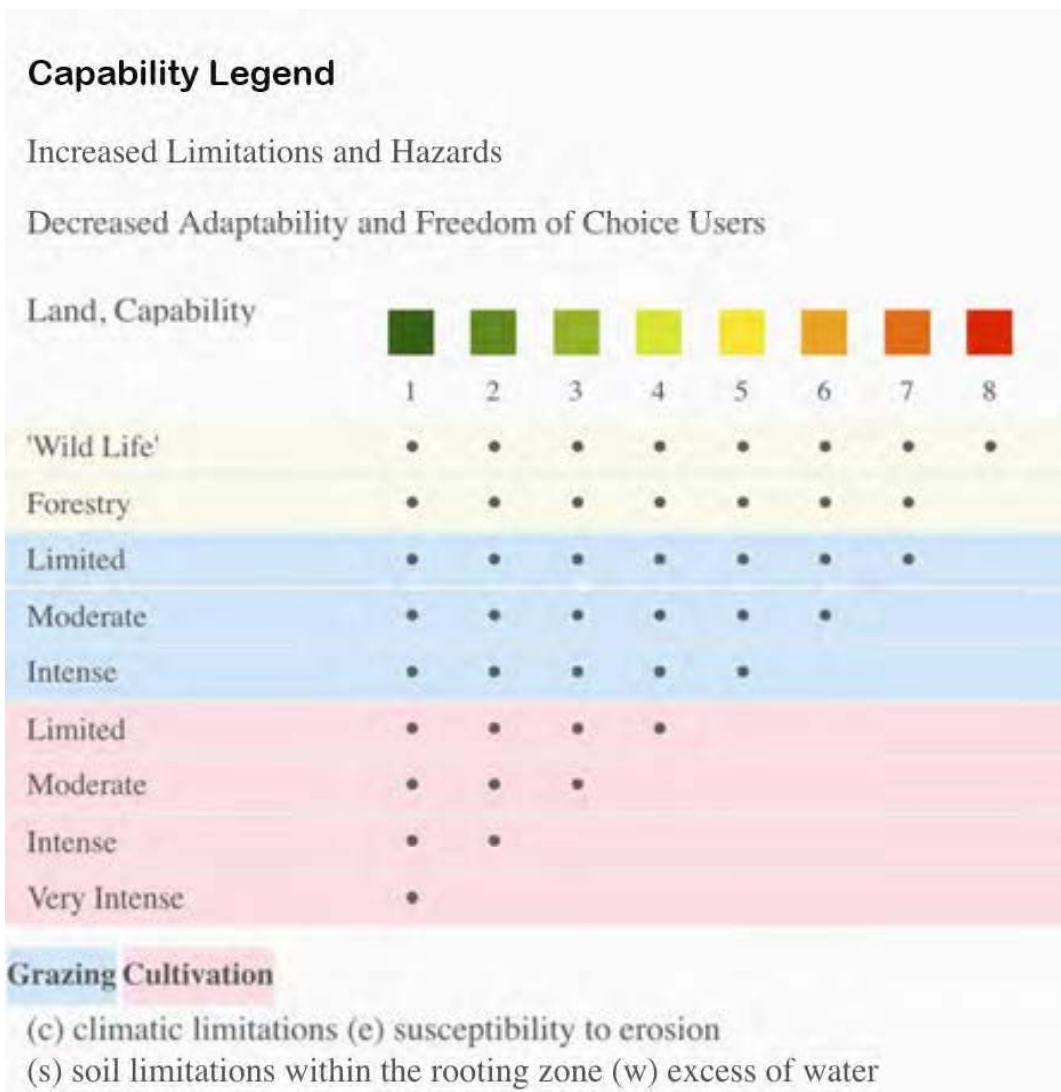 Capability Legend
Increased Limitations and Hazards
Decreased Adaptability and Freedom of Choice Users
Land, Capability
1 2 3 4 5 6 7 8
'Wild Life' • • • • • • • •
Forestry • • • • • • •
Limited • • • • • • •
Moderate • • • • • •
Intense • • • • •
Limited • • • •
Moderate • • •
Intense • •
Very Intense •
Grazing Cultivation
(c) climatic limitations (e) susceptibility to erosion
(s) soil limitations within the rooting zone (w) excess of water